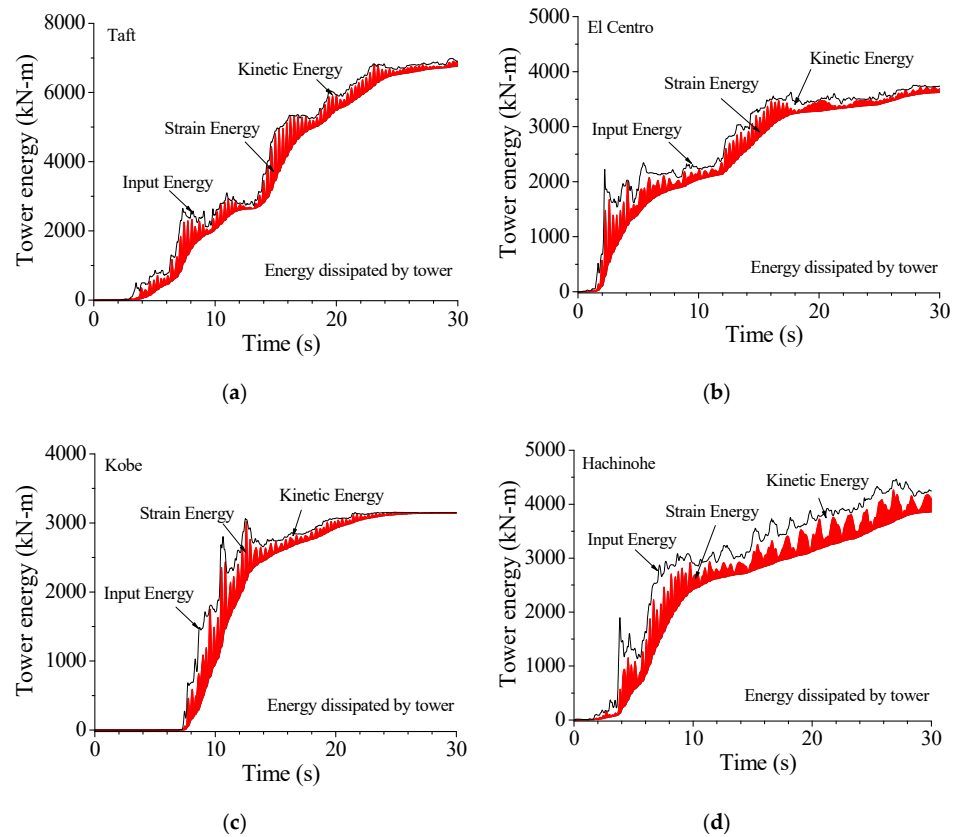 Taft
8000
6000
4000
2000
0
Tower energy (kN-m)
Kinetic Energy
Strain Energy
Input Energy
Energy dissipated by tower
0 10 20 30
Time (s)
(a)
El Centro
5000
4000
3000
2000
1000
0
Tower energy (kN-m)
Kinetic Energy
Strain Energy
Input Energy
Energy dissipated by tower
0 10 20 30
Time (s)
(b)
Kobe
4000
3000
2000
1000
0
Tower energy (kN-m)
Kinetic Energy
Strain Energy
Input Energy
Energy dissipated by tower
0 10 20 30
Time (s)
(c)
Hachinohe
5000
4000
3000
2000
1000
0
Tower energy (kN-m)
Kinetic Energy
Strain Energy
Input Energy
Energy dissipated by tower
0 10 20 30
Time (s)
(d)